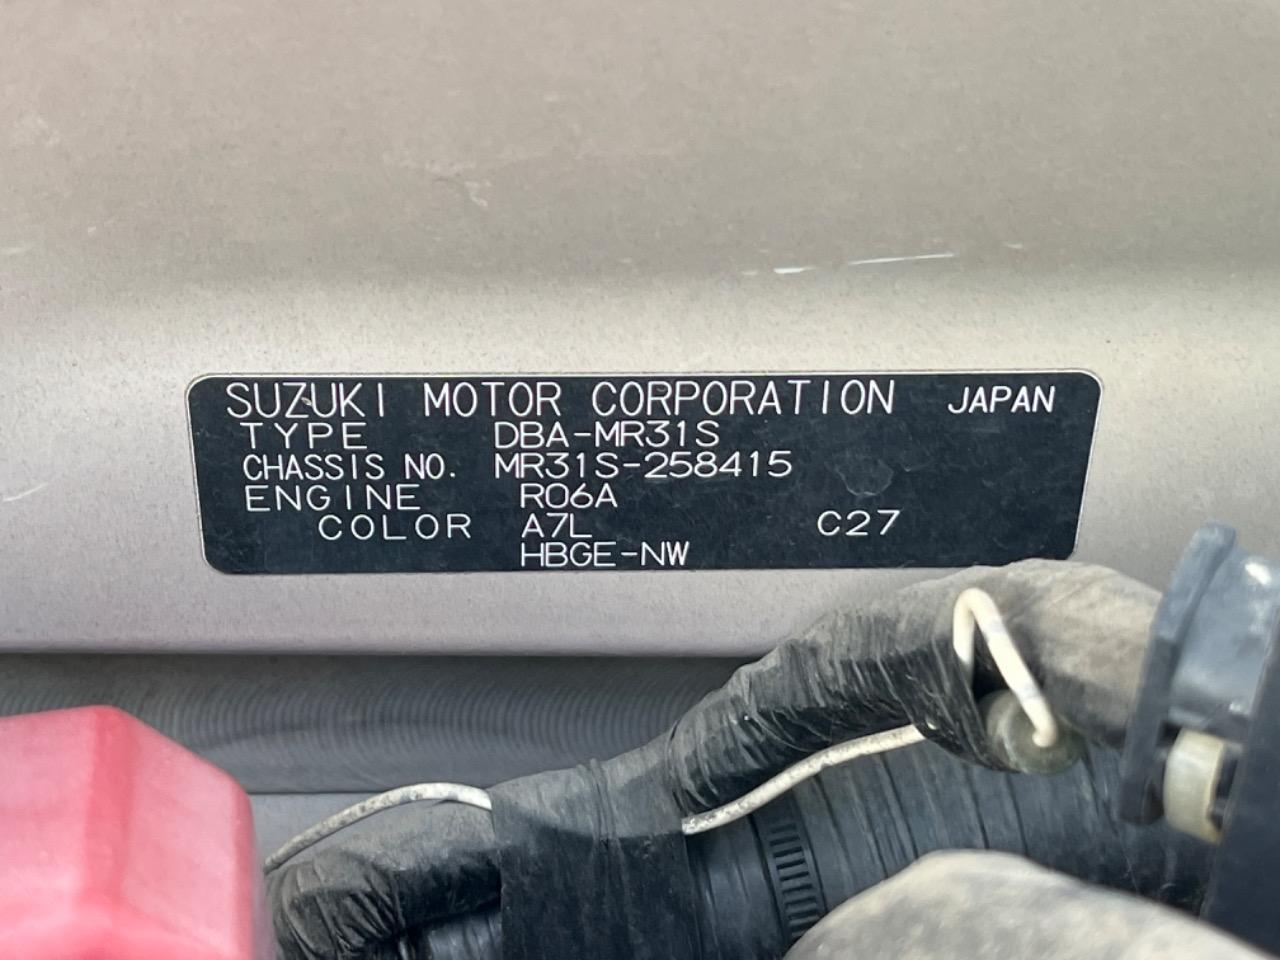 SUZUKI MOTOR CORPORATION JAPAN
TYPE DBA-MR31S
CHASSIS NO. MR31S-258415
ENGINE R06A
COLOR A7L C27
HBGE-NW